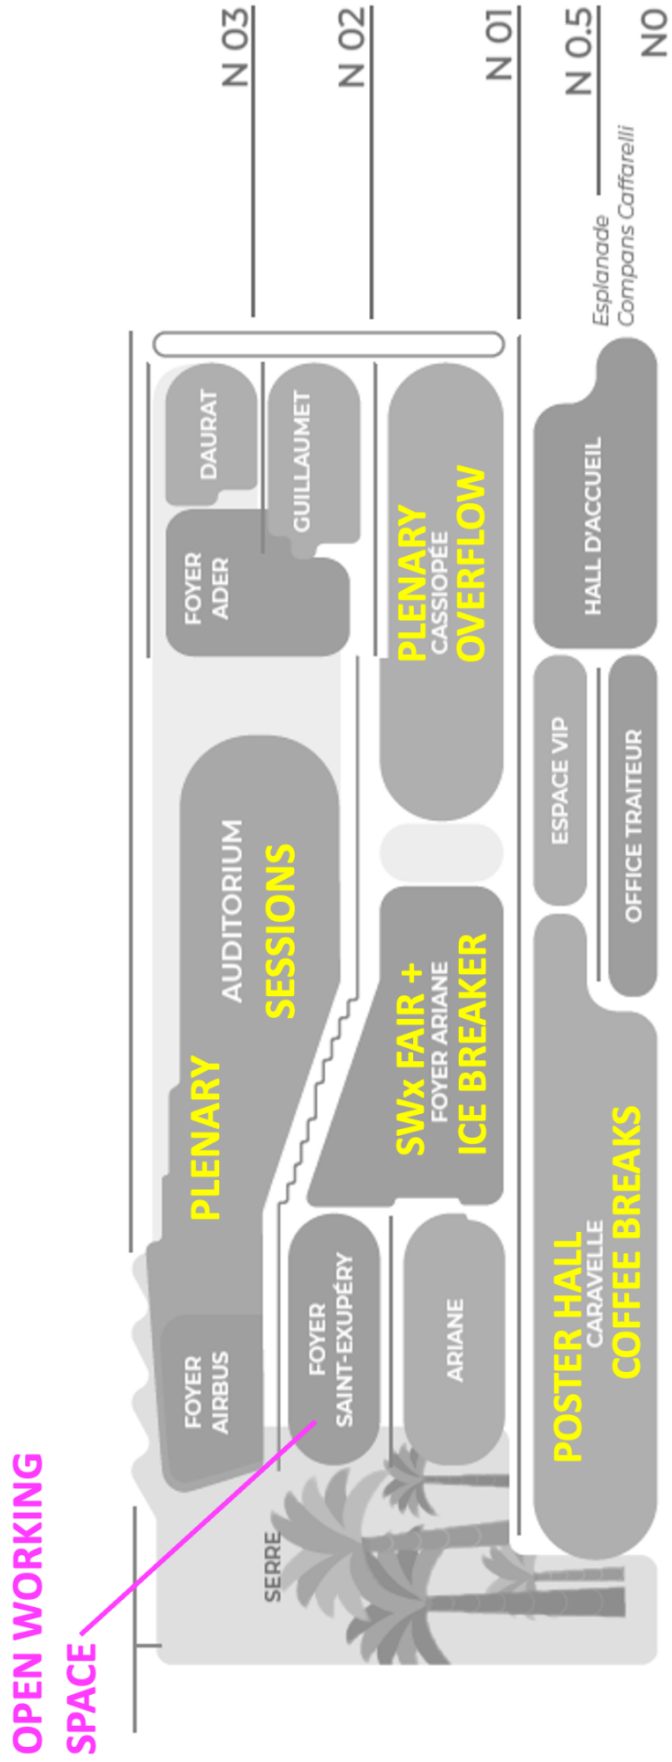 OPEN WORKING
SPACE
SERRE
FOYER
AIRBUS
PLENARY
AUDITORIUM
SESSIONS
FOYER
ADER
DAURAT
GUILLAUMET
FOYER
SAINT-EXUPÉRY
ARIANE
SWx FAIR +
FOYER ARIANE
ICE BREAKER
PLENARY
CASSIOPÉE
OVERFLOW
POSTER HALL
CARAVELLE
COFFEE BREAKS
ESPACE VIP
OFFICE TRAITEUR
HALL D'ACCUEIL
N 03
N 02
N 01
N 0.5
N0
Esplanade
Compans Caffarelli